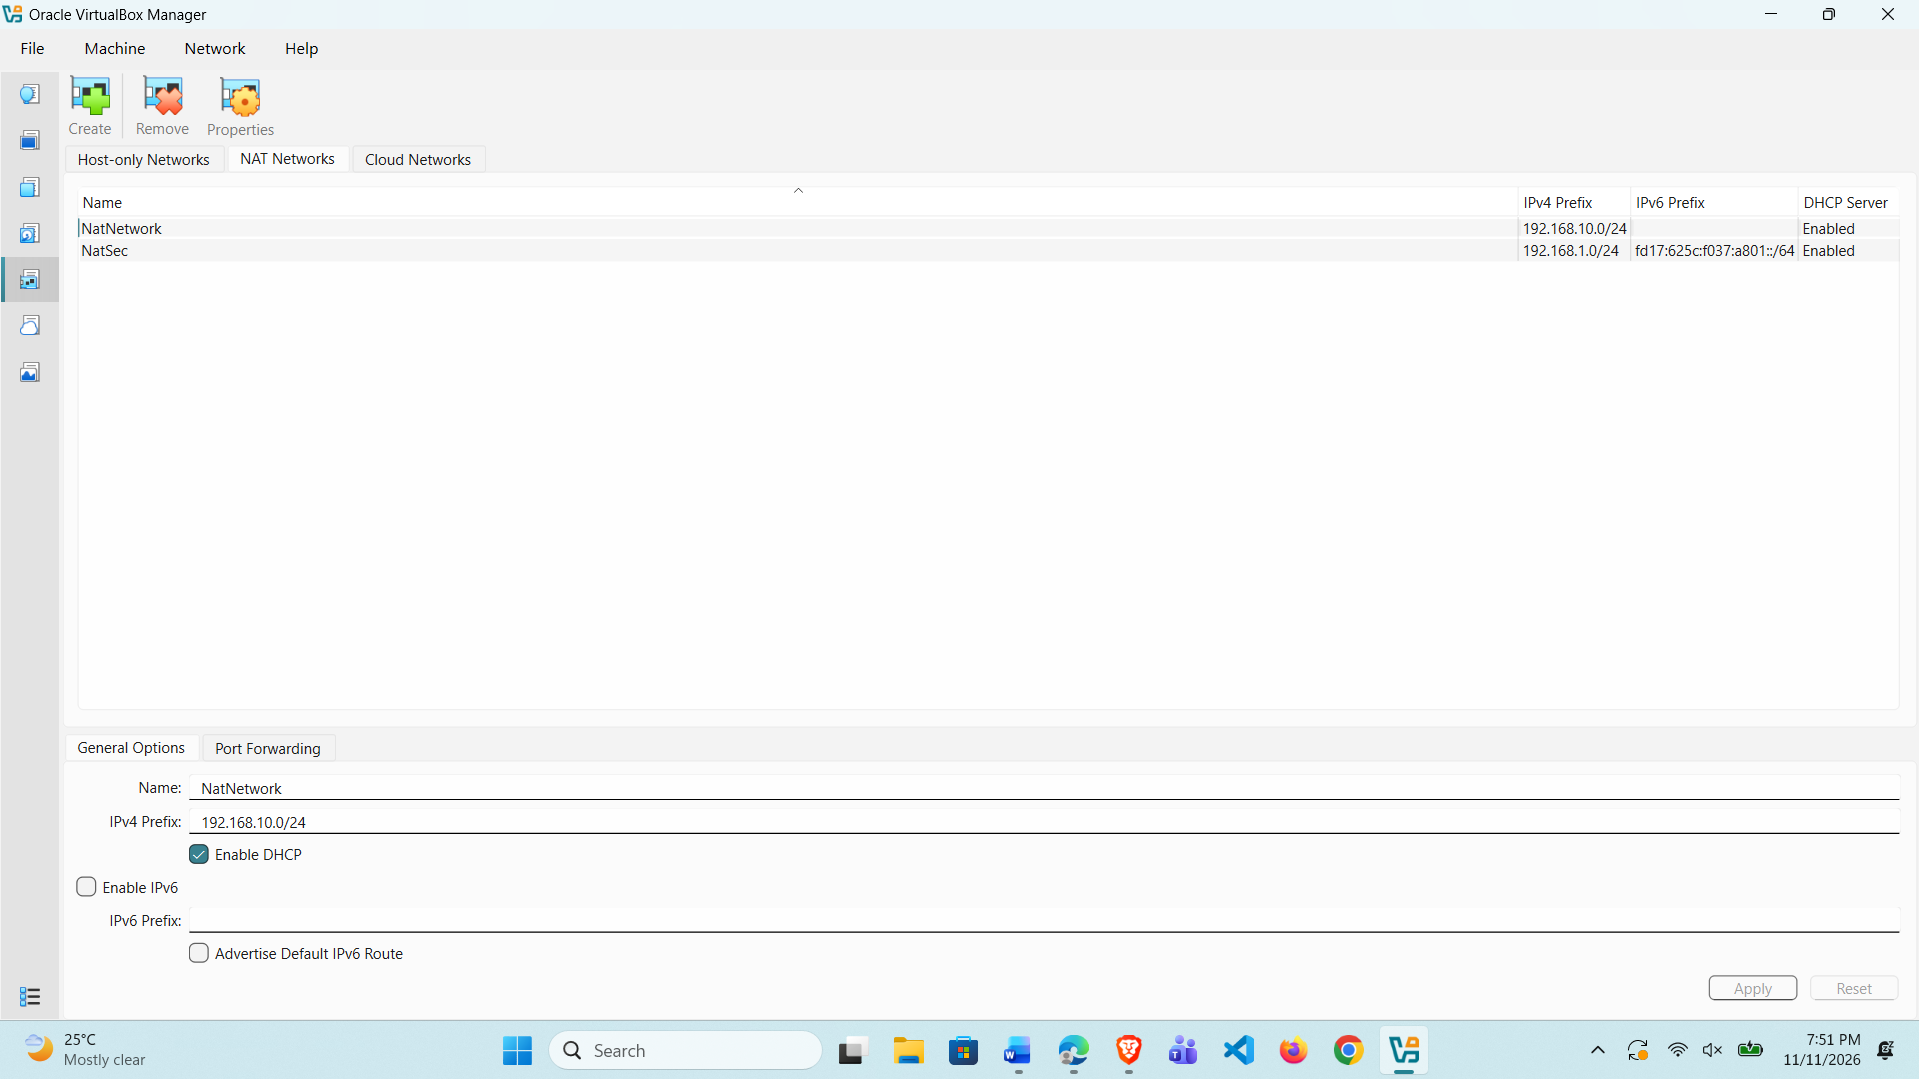 Oracle VirtualBox Manager
File Machine Network Help
Create Remove Properties
Host-only Networks NAT Networks Cloud Networks
Name IPv4 Prefix IPv6 Prefix DHCP Server
NatNetwork 192.168.10.0/24 Enabled
NatSec 192.168.1.0/24 fd17:625c:f037:a801::/64 Enabled
General Options Port Forwarding
Name: NatNetwork
IPv4 Prefix: 192.168.10.0/24
Enable DHCP
Enable IPv6
IPv6 Prefix:
Advertise Default IPv6 Route
Apply Reset
25°C
Mostly clear
Search
7:51 PM
11/11/2026